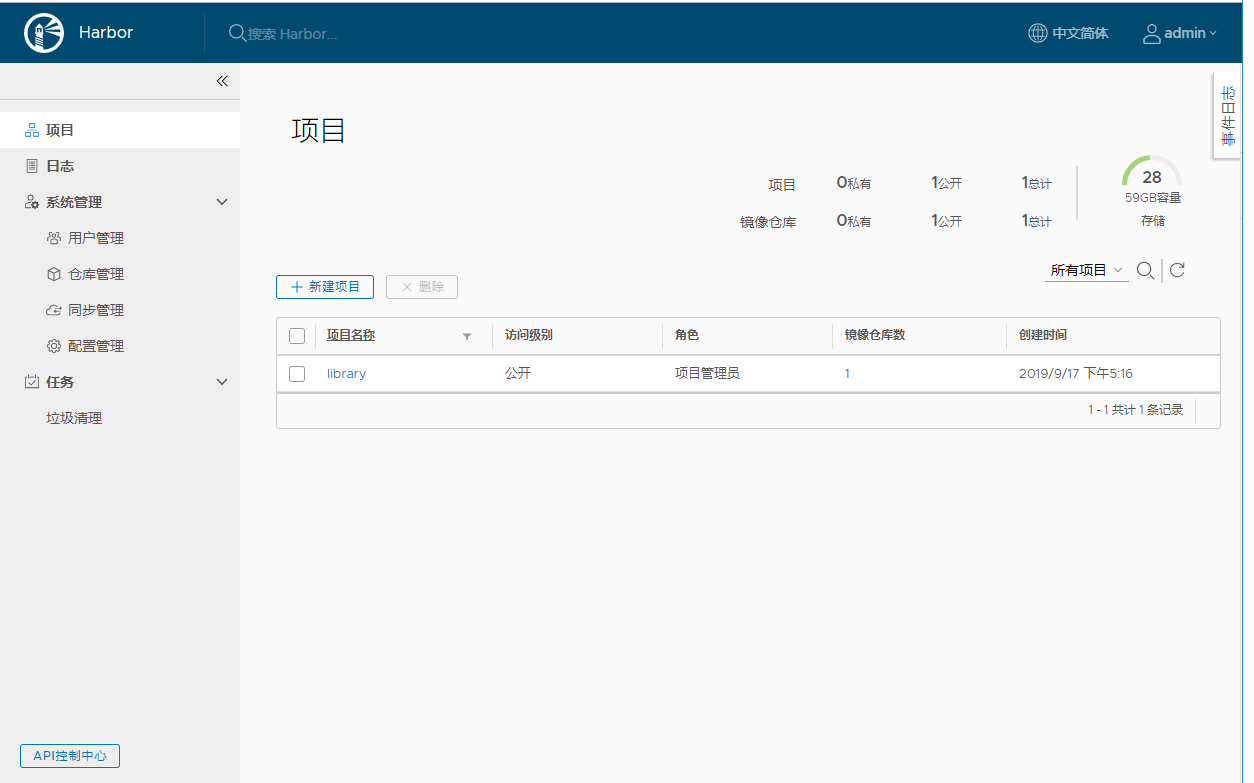 Harbor
搜索 Harbor...
中文简体
admin
事件日志
项目
日志
系统管理
用户管理
仓库管理
同步管理
配置管理
任务
垃圾清理
API控制中心
项目
项目 0私有 1公开 1总计
镜像仓库 0私有 1公开 1总计
28
59GB容量
存储
所有项目
新建项目 删除
项目名称 访问级别 角色 镜像仓库数 创建时间
library 公开 项目管理员 1 2019/9/17 下午5:16
1 - 1 共计 1 条记录